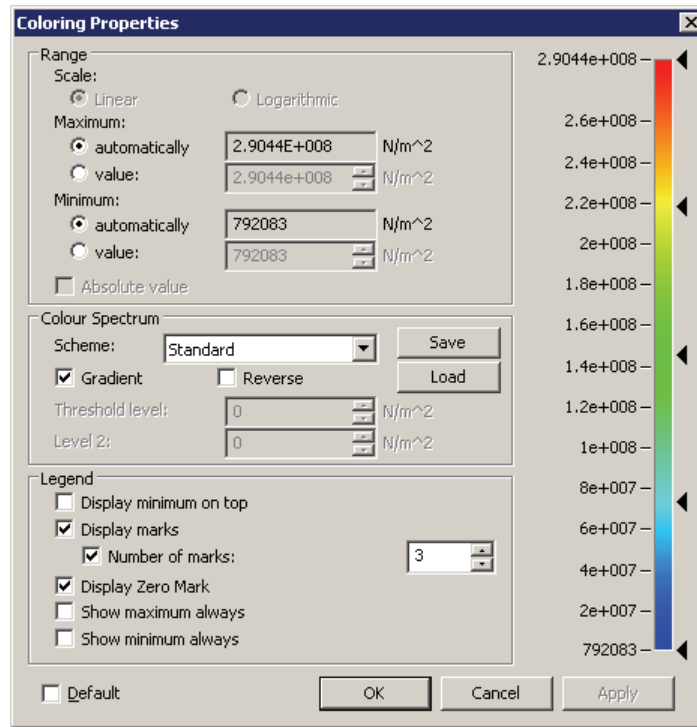 Coloring Properties
Range
Scale:
Linear Logarithmic
Maximum:
automatically 2.9044E+008 N/m^2
value: 2.9044e+008 N/m^2
Minimum:
automatically 792083 N/m^2
value: 792083 N/m^2
Absolute value
Colour Spectrum
Scheme: Standard Save
Gradient Reverse Load
Threshold level: 0 N/m^2
Level 2: 0 N/m^2
Legend
Display minimum on top
Display marks
Number of marks: 3
Display Zero Mark
Show maximum always
Show minimum always
Default OK Cancel Apply
2.9044e+008
2.6e+008
2.4e+008
2.2e+008
2e+008
1.8e+008
1.6e+008
1.4e+008
1.2e+008
1e+008
8e+007
6e+007
4e+007
2e+007
792083